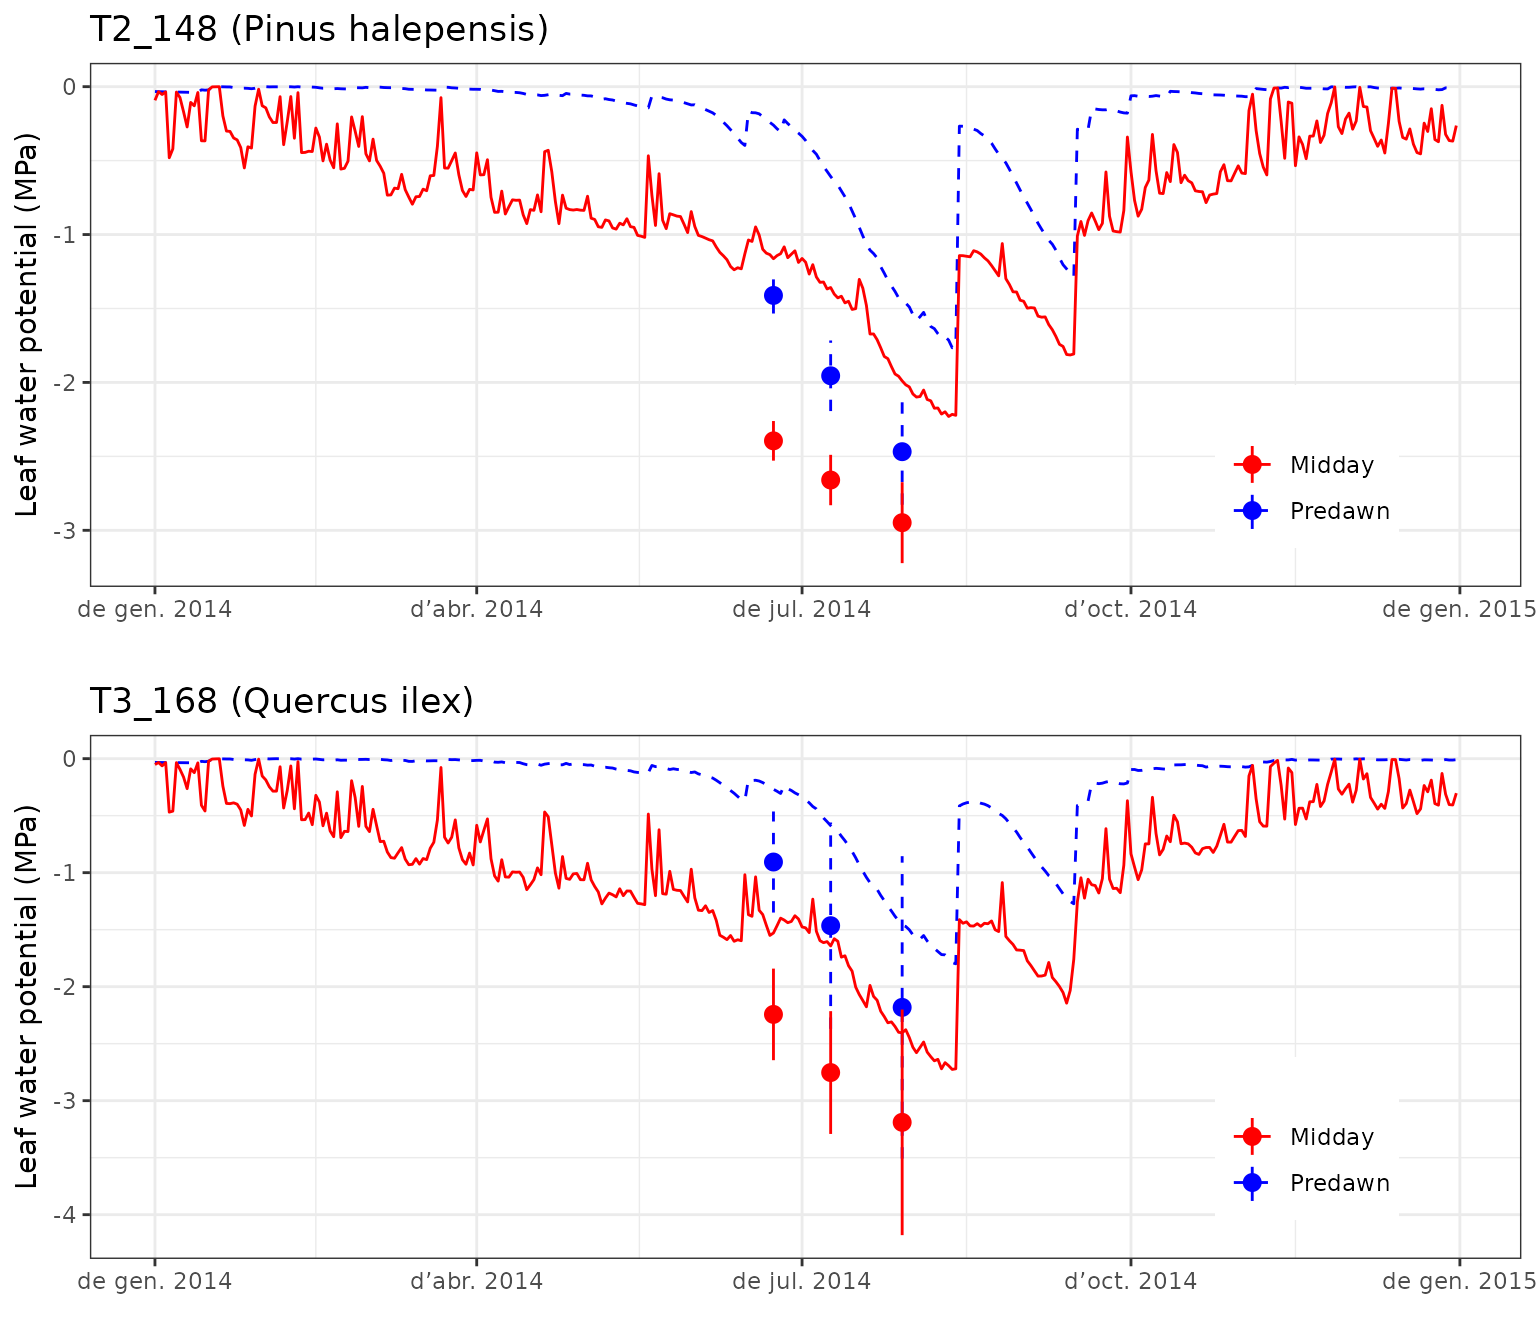 T2_148 (Pinus halepensis)
Leaf water potential (MPa)
0
-1
-2
-3
Midday
Predawn
de gen. 2014 d’abr. 2014 de jul. 2014 d’oct. 2014 de gen. 2015
T3_168 (Quercus ilex)
Leaf water potential (MPa)
0
-1
-2
-3
-4
Midday
Predawn
de gen. 2014 d’abr. 2014 de jul. 2014 d’oct. 2014 de gen. 2015